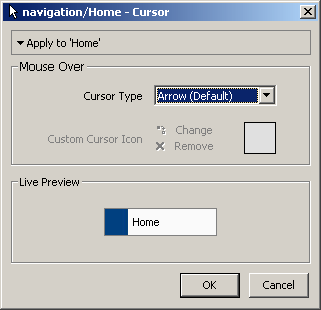 navigation/Home - Cursor
Apply to 'Home'
Mouse Over
Cursor Type Arrow (Default)
Custom Cursor Icon Change
Remove
Live Preview
Home
OK Cancel